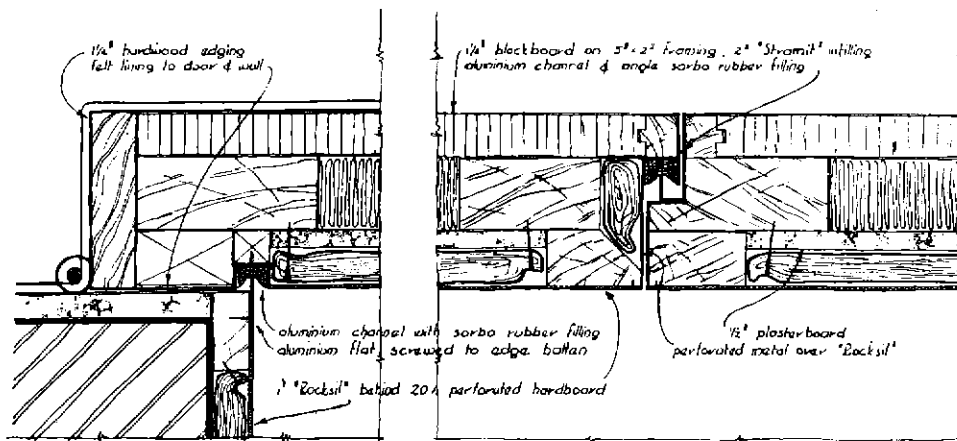 1¼" hardwood edging
felt lining to door & wall
1¼" blockboard on 3"×2" framing . 2" "Stramit" infilling
aluminium channel & angle sorbo rubber filling
aluminium channel with sorbo rubber filling
aluminium flat screwed to edge batten
1" "Rocksil" behind 20% perforated hardboard
½" plasterboard
perforated metal over "Rocksil"